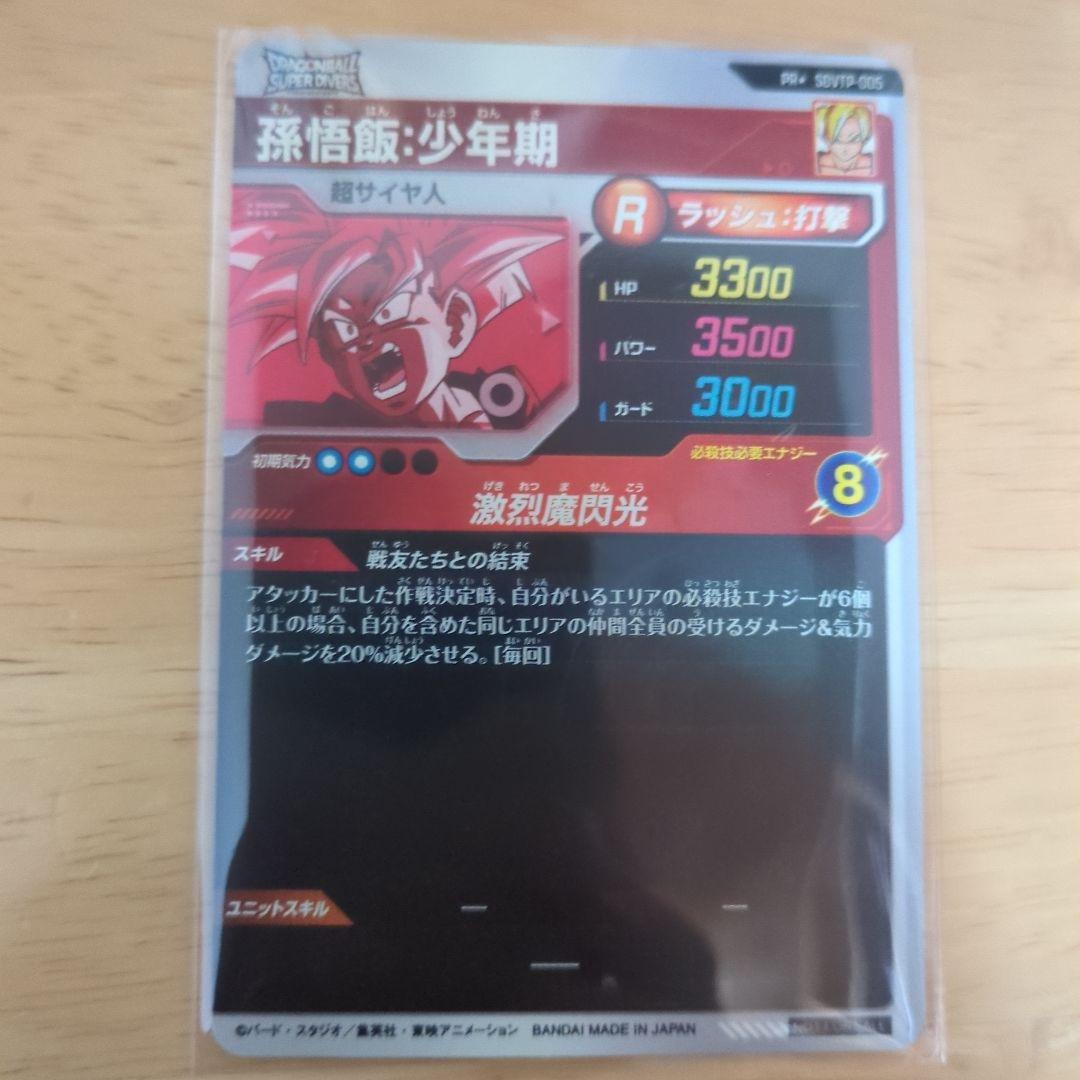 DRAGONBALL
SUPER DIVERS
PR★ SDVTP-005
そん ご はん しょう ねん き
孫悟飯:少年期
超サイヤ人
R ラッシュ:打撃
HP 3300
パワー 3500
ガード 3000
初期気力
必殺技必要エナジー
8
げき れつ ま せん こう
激烈魔閃光
スキル
せん ゆう けっ そく
戦友たちとの結束
アタッカーにした作戦決定時、自分がいるエリアの必殺技エナジーが6個
以上の場合、自分を含めた同じエリアの仲間全員の受けるダメージ&気力
ダメージを20%減少させる。[毎回]
ユニットスキル
— —
—
©バード・スタジオ/集英社・東映アニメーション BANDAI MADE IN JAPAN